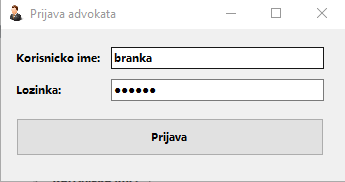 Prijava advokata
Korisnicko ime: branka
Lozinka: ●●●●●●
Prijava